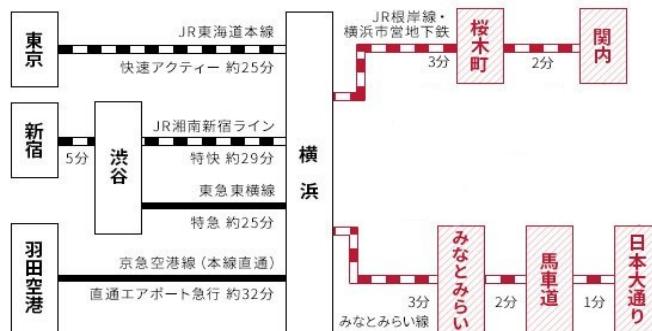 東京
JR東海道本線
快速アクティー 約25分
新宿
5分
渋谷
JR湘南新宿ライン
特快 約29分
東急東横線
特急 約25分
羽田空港
京急空港線（本線直通）
直通エアポート急行 約32分
横浜
JR根岸線・
横浜市営地下鉄
3分
桜木町
2分
関内
みなとみらい線
3分
みなとみらい
2分
馬車道
1分
日本大通り